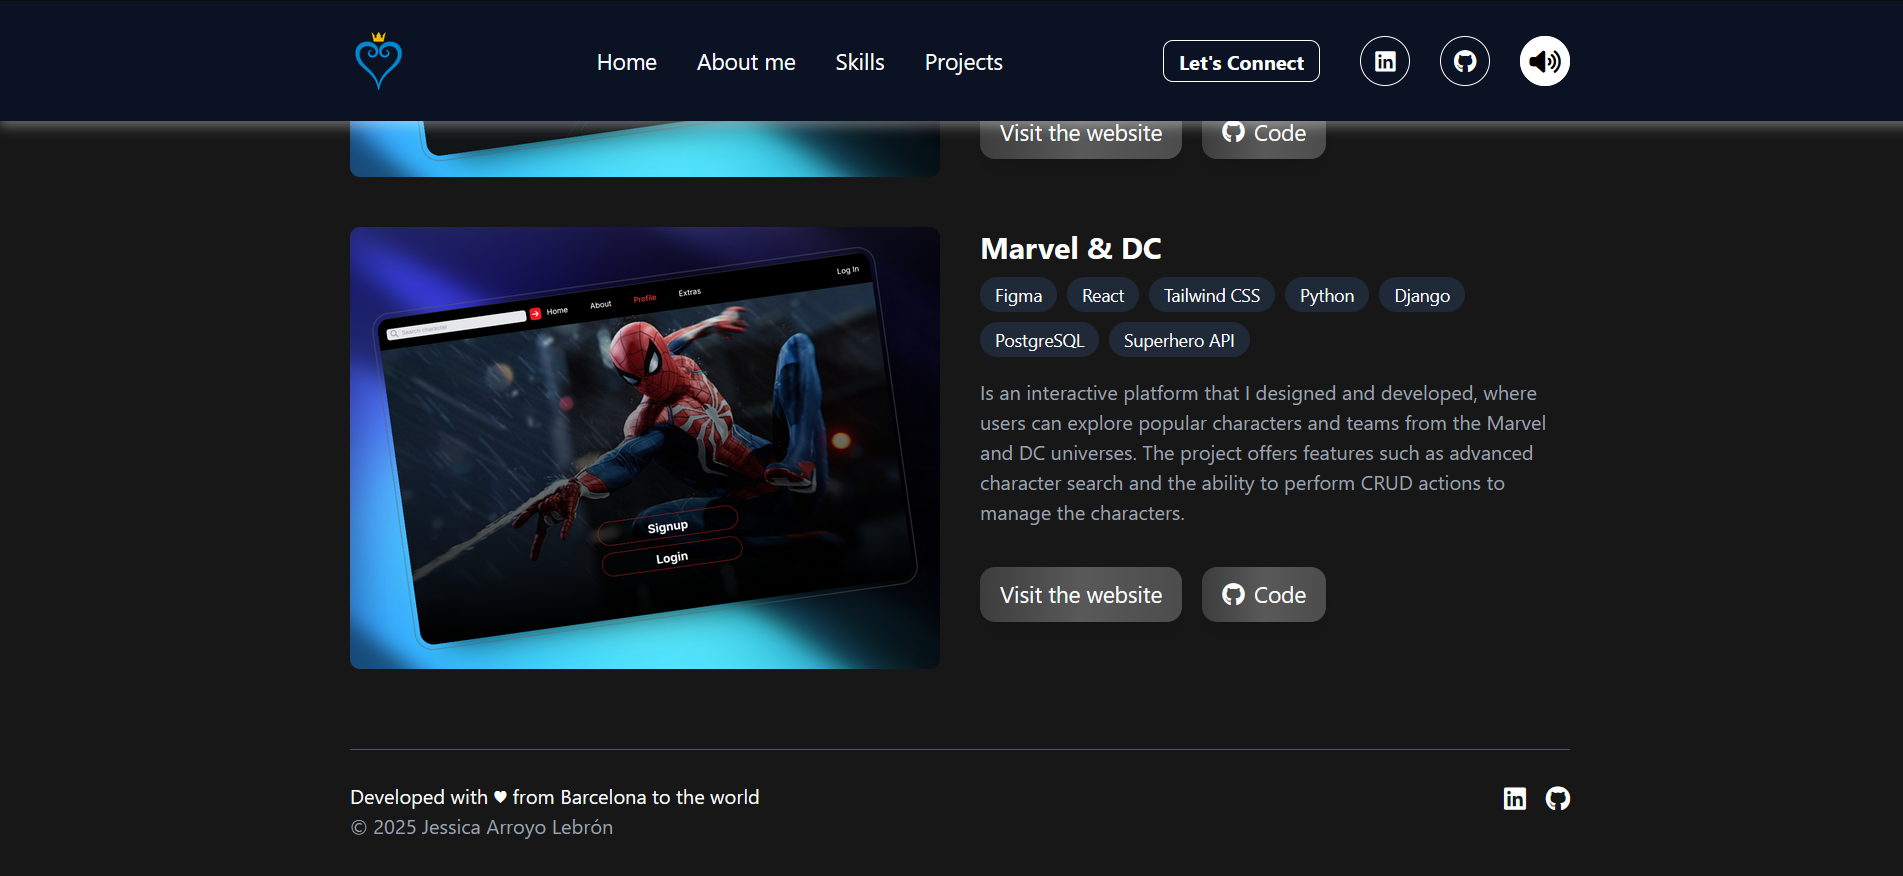 Home About me Skills Projects Let's Connect
Visit the website Code
Log In
Search character Home About Profile Extras
Signup
Login
Marvel & DC
Figma React Tailwind CSS Python Django
PostgreSQL Superhero API
Is an interactive platform that I designed and developed, where
users can explore popular characters and teams from the Marvel
and DC universes. The project offers features such as advanced
character search and the ability to perform CRUD actions to
manage the characters.
Visit the website Code
Developed with ♥ from Barcelona to the world
© 2025 Jessica Arroyo Lebrón